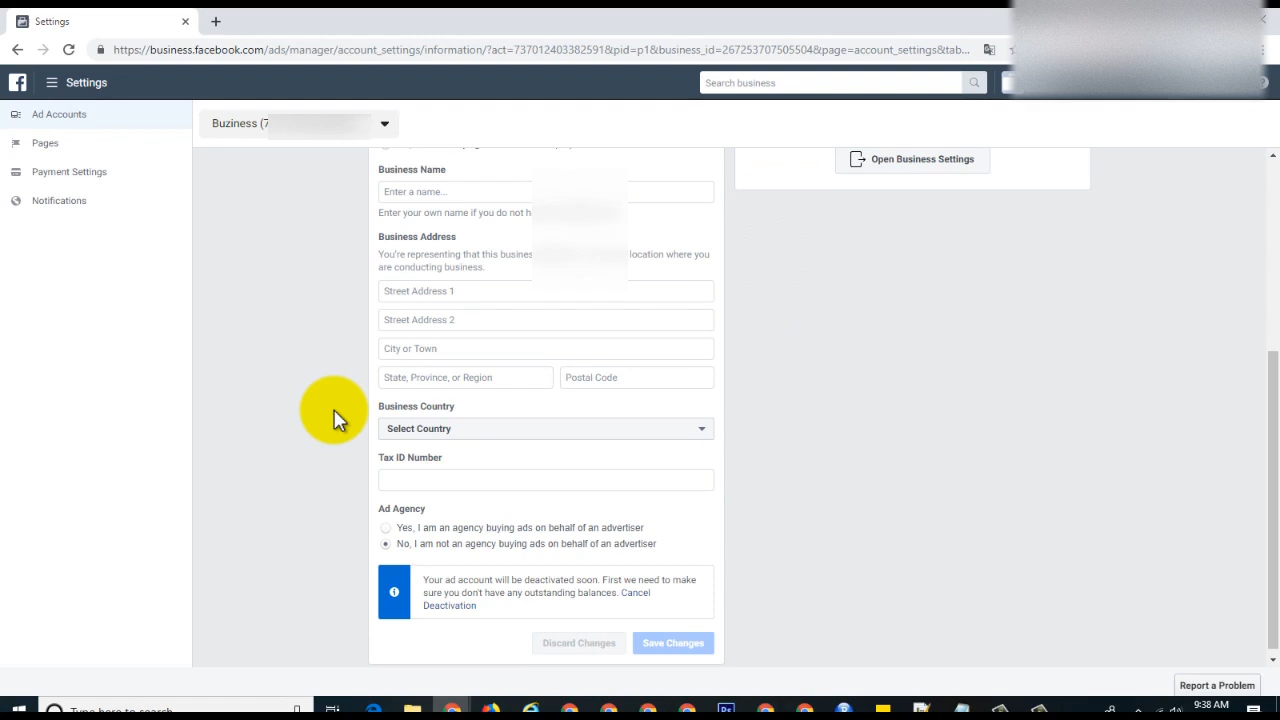 Settings
https://business.facebook.com/ads/manager/account_settings/information/?act=737012403382591&pid=p1&business_id=267253707505504&page=account_settings&tab...
Settings
Search business
Ad Accounts
Pages
Payment Settings
Notifications
Buziness (7
Open Business Settings
Business Name
Enter a name...
Enter your own name if you do not h
Business Address
You're representing that this busines location where you
are conducting business.
Street Address 1
Street Address 2
City or Town
State, Province, or Region
Postal Code
Business Country
Select Country
Tax ID Number
Ad Agency
Yes, I am an agency buying ads on behalf of an advertiser
No, I am not an agency buying ads on behalf of an advertiser
Your ad account will be deactivated soon. First we need to make
sure you don't have any outstanding balances. Cancel
Deactivation
Discard Changes
Save Changes
Report a Problem
Type here to search
9:38 AM